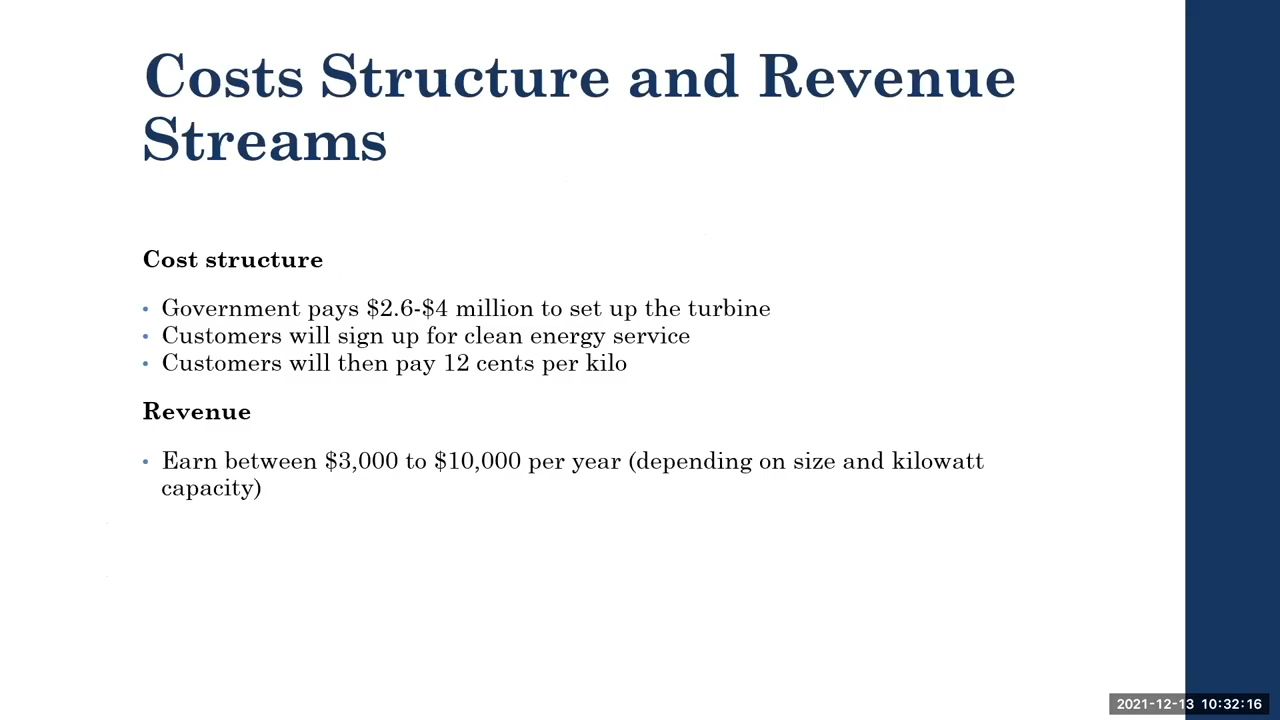 Costs Structure and Revenue
Streams
Cost structure
• Government pays $2.6-$4 million to set up the turbine
• Customers will sign up for clean energy service
• Customers will then pay 12 cents per kilo
Revenue
• Earn between $3,000 to $10,000 per year (depending on size and kilowatt
capacity)
2021-12-13 10:32:16